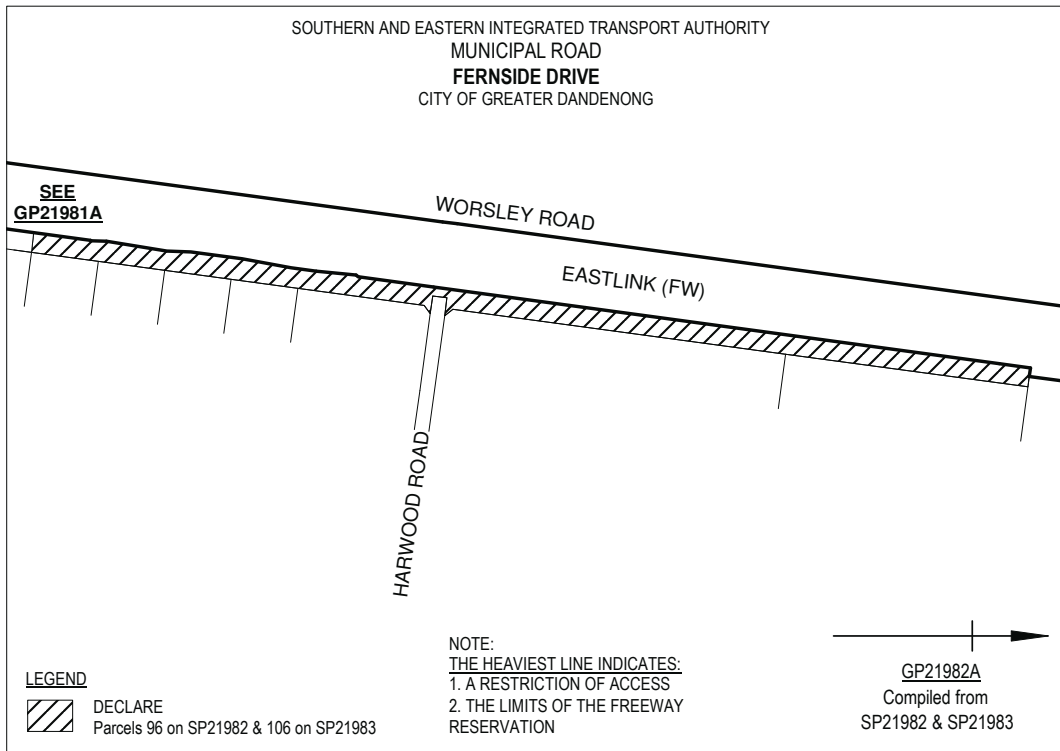 SOUTHERN AND EASTERN INTEGRATED TRANSPORT AUTHORITY
MUNICIPAL ROAD
FERNSIDE DRIVE
CITY OF GREATER DANDENONG
SEE
GP21981A
WORSLEY ROAD
EASTLINK (FW)
HARWOOD ROAD
LEGEND
DECLARE
Parcels 96 on SP21982 & 106 on SP21983
NOTE:
THE HEAVIEST LINE INDICATES:
1. A RESTRICTION OF ACCESS
2. THE LIMITS OF THE FREEWAY
RESERVATION
GP21982A
Compiled from
SP21982 & SP21983